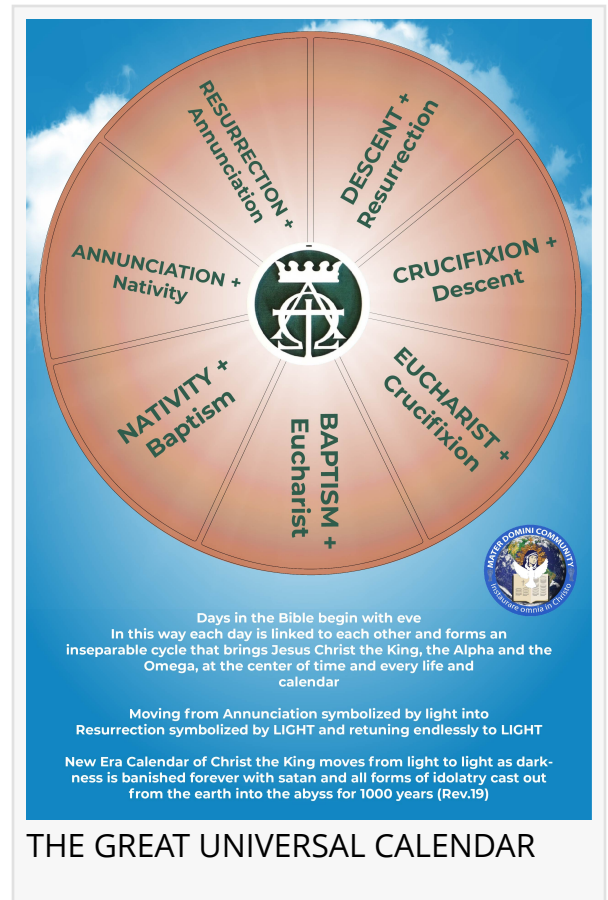 DESCENT +
Resurrection
CRUCIFIXION +
Descent
EUCHARIST +
Crucifixion
BAPTISM +
Eucharist
NATIVITY +
Baptism
ANNUNCIATION +
Nativity
RESURRECTION +
Annunciation
MATER DOMINI COMMUNITY
Instaurare omnia in Christo
Days in the Bible begin with eve
In this way each day is linked to each other and forms an
inseparable cycle that brings Jesus Christ the King, the Alpha and the
Omega, at the center of time and every life and
calendar
Moving from Annunciation symbolized by light into
Resurrection symbolized by LIGHT and retuning endlessly to LIGHT
New Era Calendar of Christ the King moves from light to light as dark-
ness is banished forever with satan and all forms of idolatry cast out
from the earth into the abyss for 1000 years (Rev.19)
THE GREAT UNIVERSAL CALENDAR